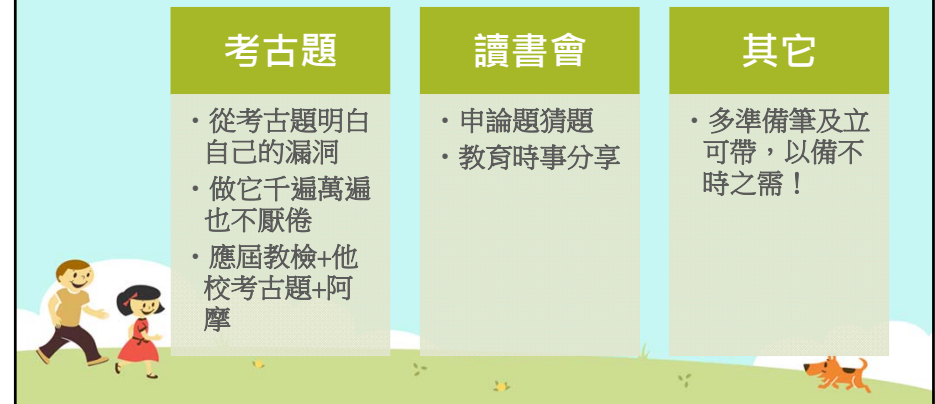 考古題
・從考古題明白
自己的漏洞
・做它千遍萬遍
也不厭倦
・應屆教檢+他
校考古題+阿
摩
讀書會
・申論題猜題
・教育時事分享
其它
・多準備筆及立
可帶，以備不
時之需！